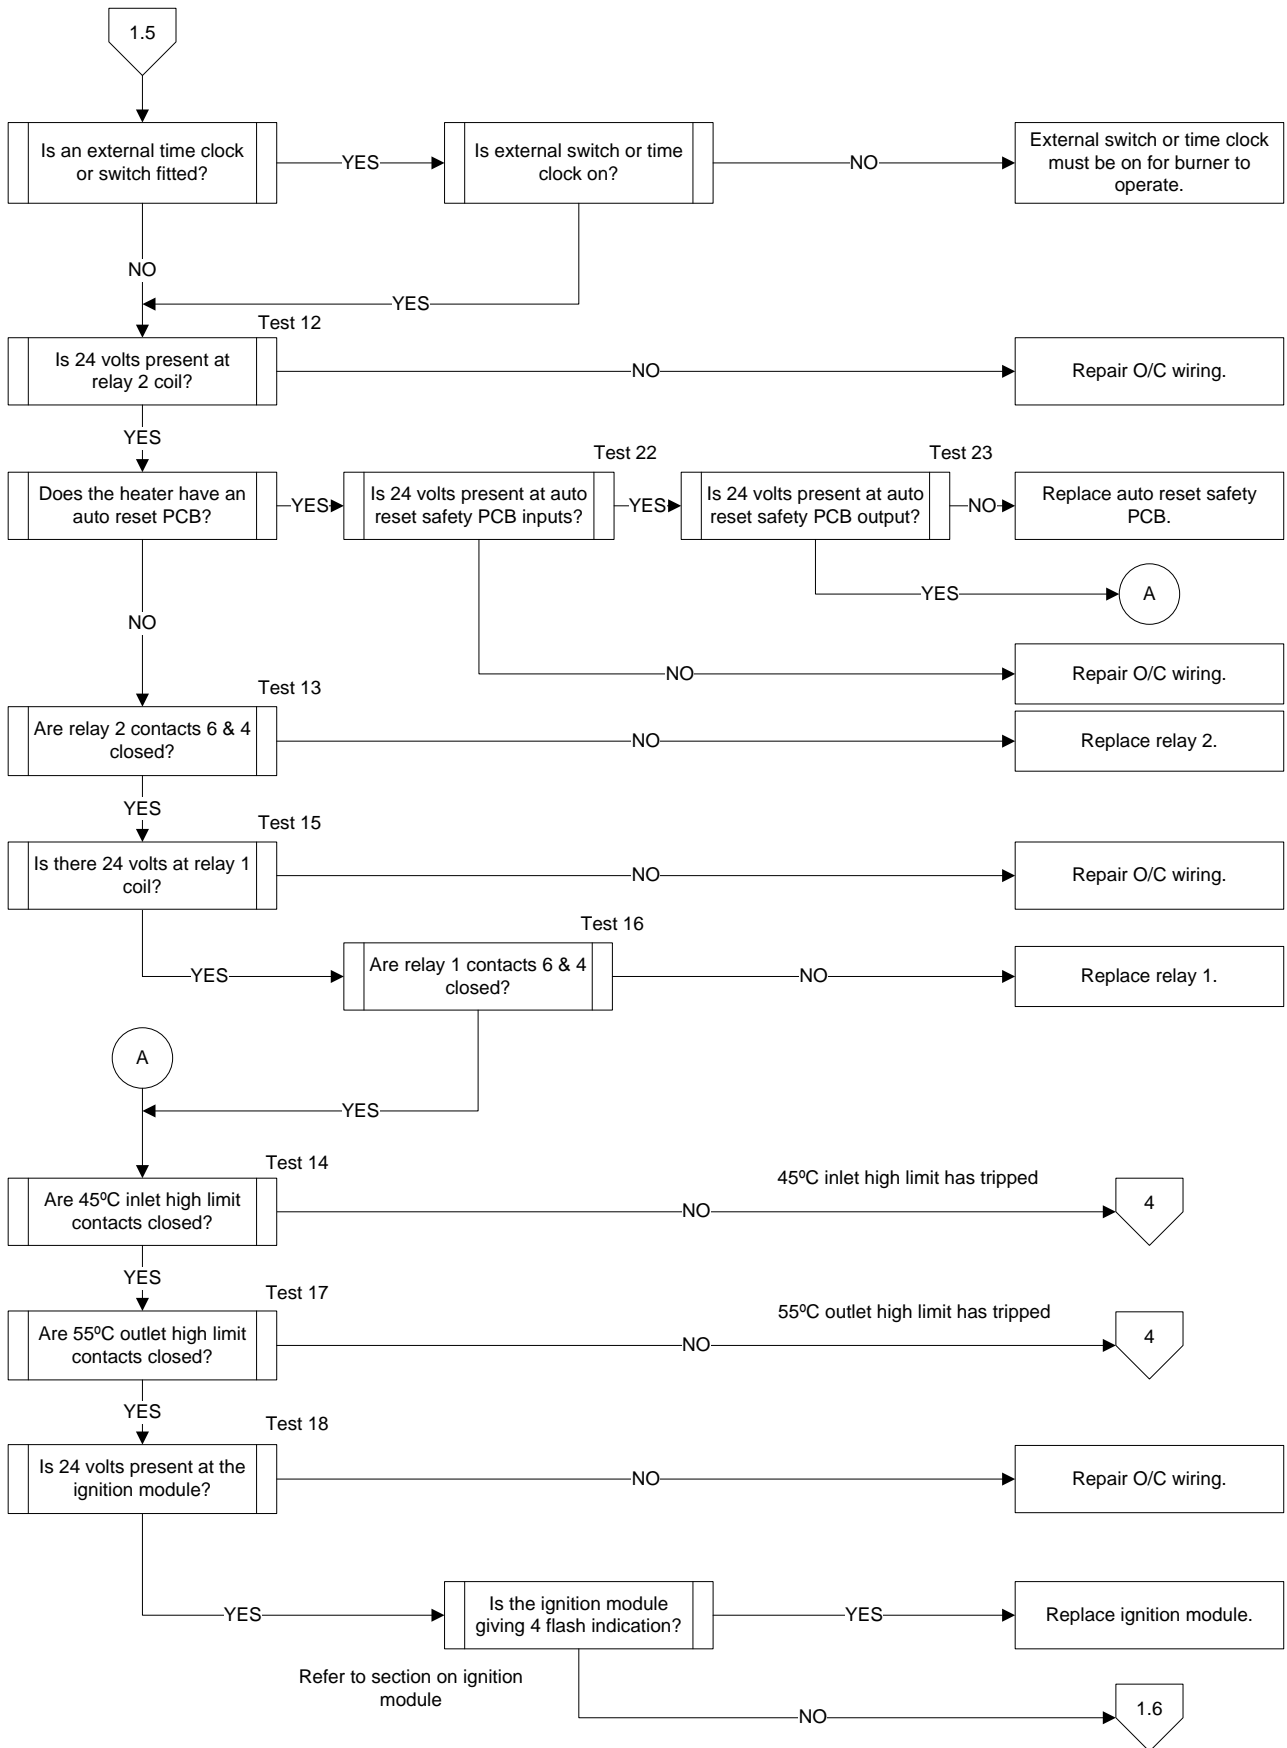 1.5
Is an external time clock
or switch fitted?
YES
Is external switch or time
clock on?
NO
External switch or time clock
must be on for burner to
operate.
NO
YES
Test 12
Is 24 volts present at
relay 2 coil?
NO
Repair O/C wiring.
YES
Test 22
Test 23
Does the heater have an
auto reset PCB?
YES
Is 24 volts present at auto
reset safety PCB inputs?
YES
Is 24 volts present at auto
reset safety PCB output?
NO
Replace auto reset safety
PCB.
YES
A
NO
NO
Repair O/C wiring.
Test 13
Are relay 2 contacts 6 & 4
closed?
NO
Replace relay 2.
YES
Test 15
Is there 24 volts at relay 1
coil?
NO
Repair O/C wiring.
Test 16
YES
Are relay 1 contacts 6 & 4
closed?
NO
Replace relay 1.
A
YES
Test 14
Are 45ºC inlet high limit
contacts closed?
NO
45ºC inlet high limit has tripped
4
YES
Test 17
Are 55ºC outlet high limit
contacts closed?
NO
55ºC outlet high limit has tripped
4
YES
Test 18
Is 24 volts present at the
ignition module?
NO
Repair O/C wiring.
YES
Is the ignition module
giving 4 flash indication?
YES
Replace ignition module.
Refer to section on ignition
module
NO
1.6